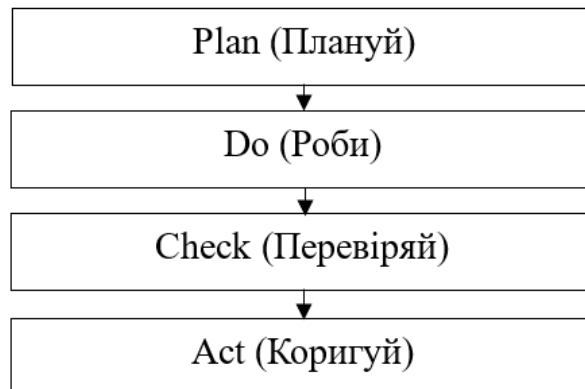 Plan (Плануй)
Do (Роби)
Check (Перевіряй)
Act (Коригуй)